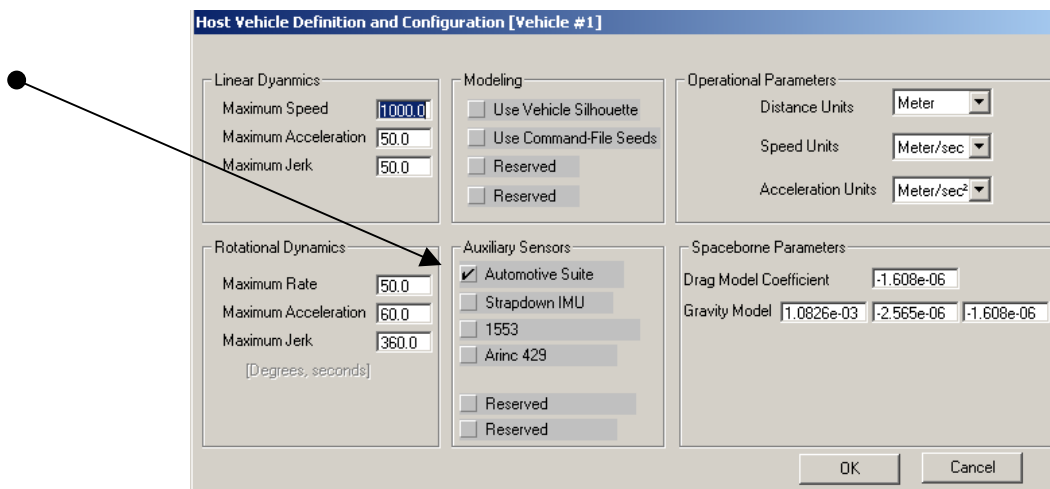 Host Vehicle Definition and Configuration [Vehicle #1]
Linear Dyanmics
Maximum Speed 1000.0
Maximum Acceleration 50.0
Maximum Jerk 50.0
Modeling
Use Vehicle Silhouette
Use Command-File Seeds
Reserved
Reserved
Operational Parameters
Distance Units Meter
Speed Units Meter/sec
Acceleration Units Meter/sec²
Rotational Dynamics
Maximum Rate 50.0
Maximum Acceleration 60.0
Maximum Jerk 360.0
[Degrees, seconds]
Auxiliary Sensors
Automotive Suite
Strapdown IMU
1553
Arinc 429
Reserved
Reserved
Spaceborne Parameters
Drag Model Coefficient -1.608e-06
Gravity Model 1.0826e-03 -2.565e-06 -1.608e-06
OK Cancel